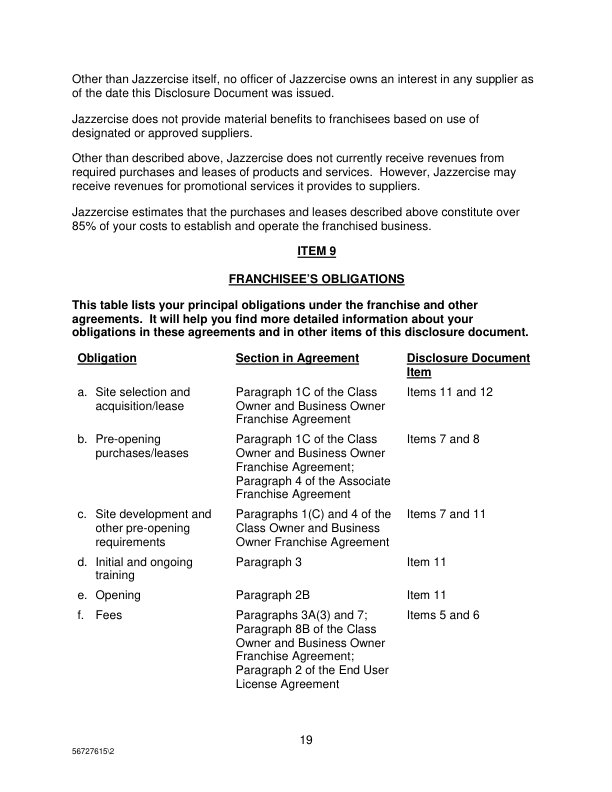 Other than Jazzercise itself, no officer of Jazzercise owns an interest in any supplier as
of the date this Disclosure Document was issued.
Jazzercise does not provide material benefits to franchisees based on use of
designated or approved suppliers.
Other than described above, Jazzercise does not currently receive revenues from
required purchases and leases of products and services.  However, Jazzercise may
receive revenues for promotional services it provides to suppliers.
Jazzercise estimates that the purchases and leases described above constitute over
85% of your costs to establish and operate the franchised business.
ITEM 9
FRANCHISEE'S OBLIGATIONS
This table lists your principal obligations under the franchise and other
agreements.  It will help you find more detailed information about your
obligations in these agreements and in other items of this disclosure document.
Obligation Section in Agreement Disclosure Document
Item
a. Site selection and Paragraph 1C of the Class Items 11 and 12
acquisition/lease Owner and Business Owner
Franchise Agreement
b. Pre-opening Paragraph 1C of the Class Items 7 and 8
purchases/leases Owner and Business Owner
Franchise Agreement;
Paragraph 4 of the Associate
Franchise Agreement
c. Site development and Paragraphs 1(C) and 4 of the Items 7 and 11
other pre-opening Class Owner and Business
requirements Owner Franchise Agreement
d. Initial and ongoing Paragraph 3 Item 11
training
e. Opening Paragraph 2B Item 11
f. Fees Paragraphs 3A(3) and 7; Items 5 and 6
Paragraph 8B of the Class
Owner and Business Owner
Franchise Agreement;
Paragraph 2 of the End User
License Agreement
19
56727615\2